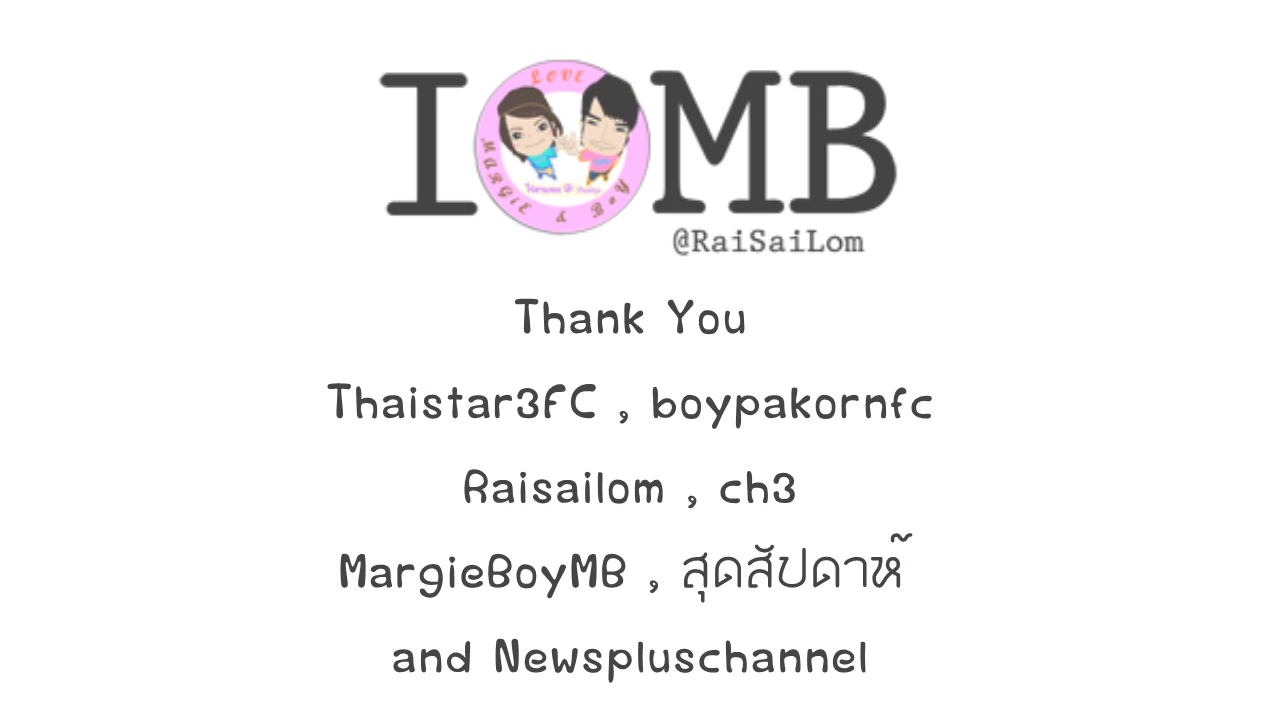 I MB
LOVE
MARGIE & BOY
@RaiSaiLom
Thank You
Thaistar3FC , boypakornfc
Raisailom , ch3
MargieBoyMB , สุดสัปดาห์
and Newspluschannel